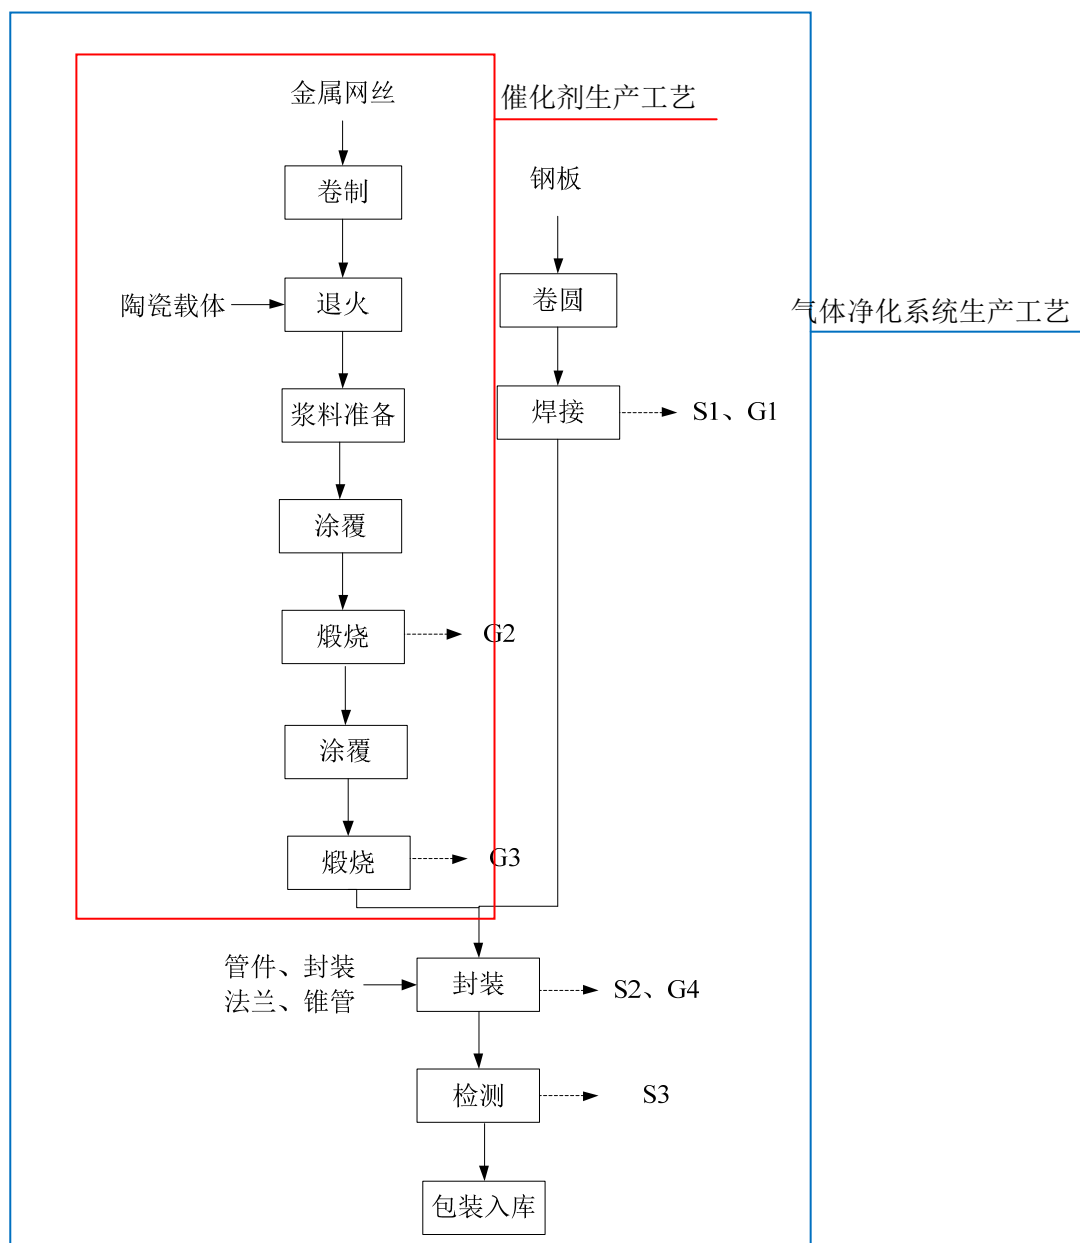 金属网丝
催化剂生产工艺
卷制
钢板
陶瓷载体
退火
卷圆
气体净化系统生产工艺
浆料准备
焊接
S1、G1
涂覆
煅烧
G2
涂覆
煅烧
G3
管件、封装
法兰、锥管
封装
S2、G4
检测
S3
包装入库